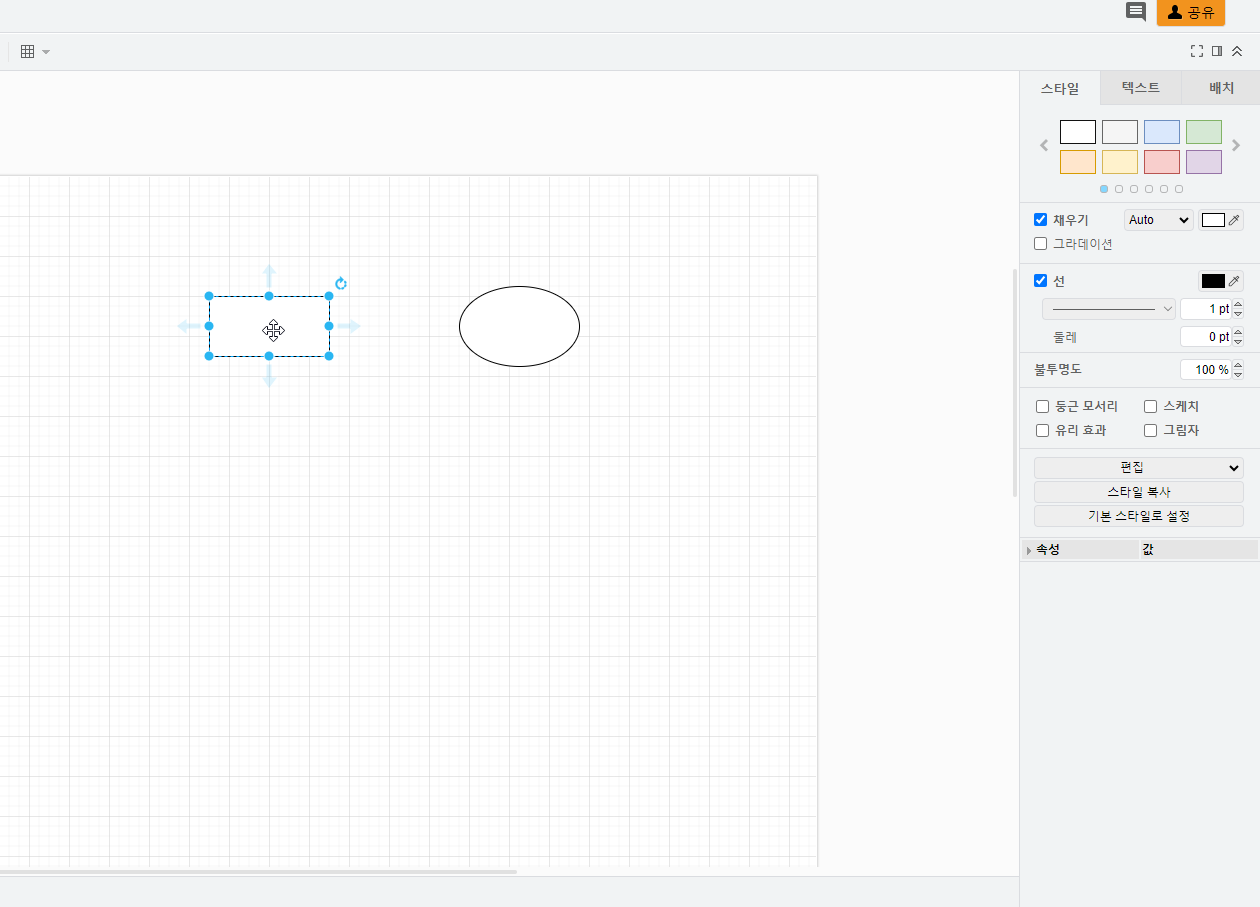 공유
스타일 텍스트 배치
채우기 Auto
그라데이션
선
1 pt
둘레 0 pt
불투명도 100 %
둥근 모서리 스케치
유리 효과 그림자
편집
스타일 복사
기본 스타일로 설정
속성 값